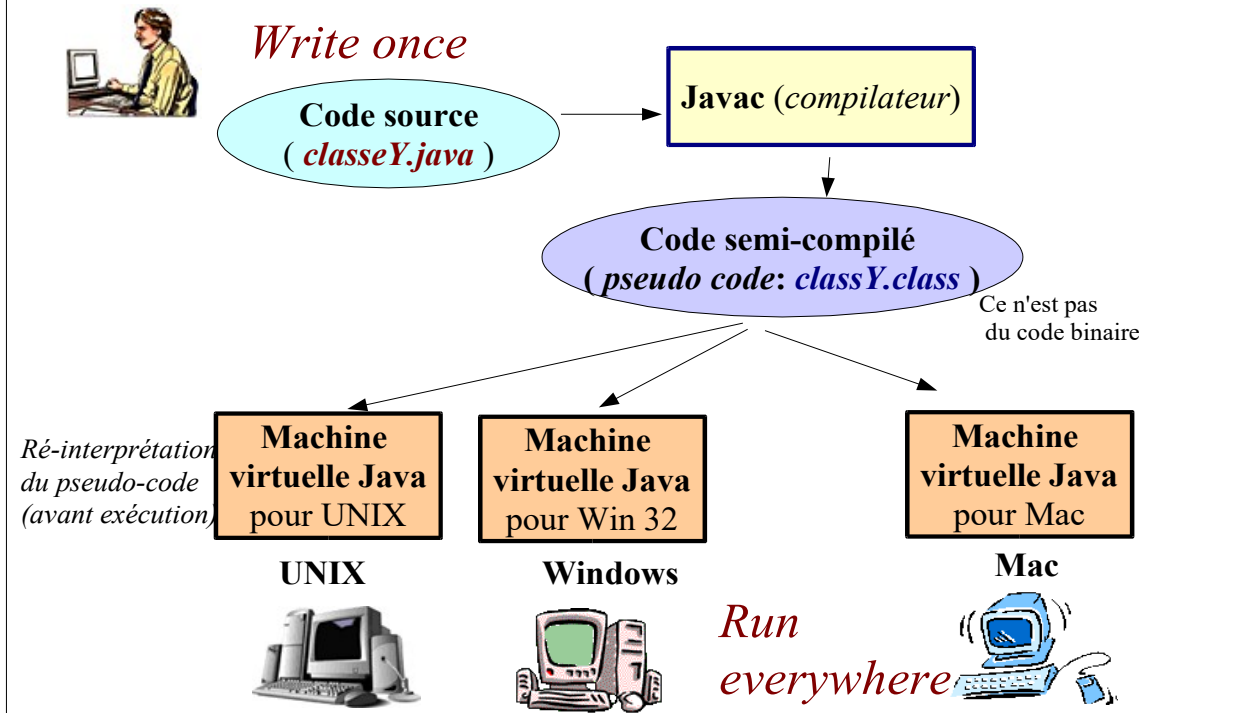 Write once
Code source
( classeY.java )
Javac (compilateur)
Code semi-compilé
( pseudo code: classY.class )
Ce n'est pas
du code binaire
Ré-interprétation
du pseudo-code
(avant exécution)
Machine
virtuelle Java
pour UNIX
Machine
virtuelle Java
pour Win 32
Machine
virtuelle Java
pour Mac
UNIX
Windows
Mac
Run
everywhere